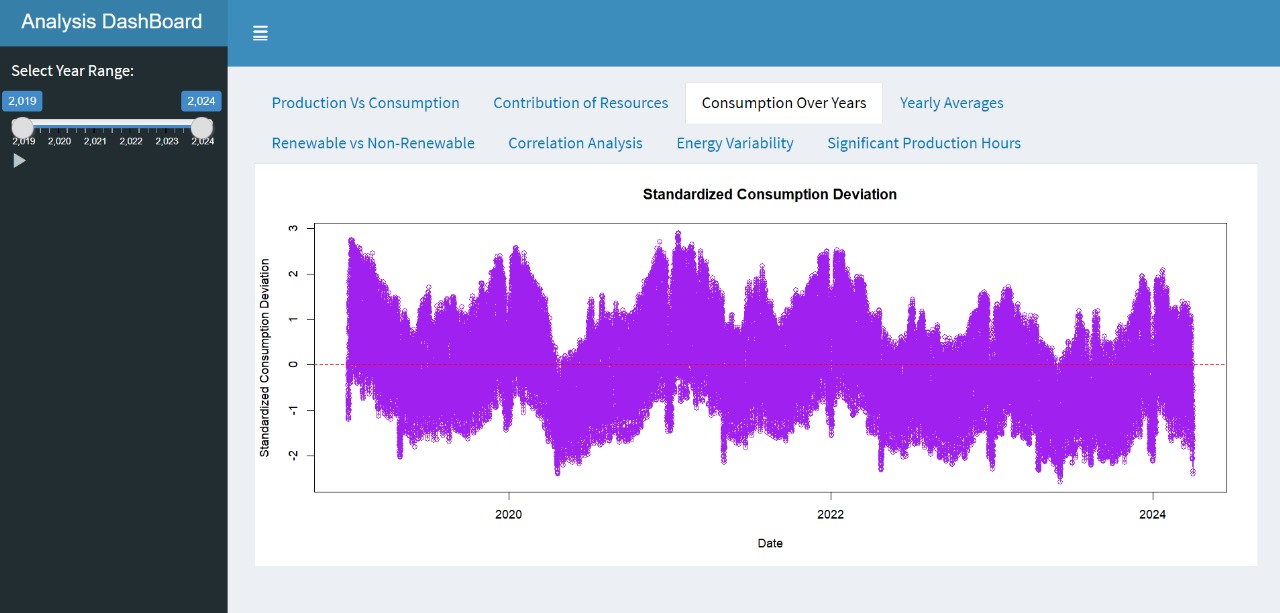 Analysis DashBoard
Select Year Range:
2,019 2,024
2,019 2,020 2,021 2,022 2,023 2,024
Production Vs Consumption Contribution of Resources Consumption Over Years Yearly Averages
Renewable vs Non-Renewable Correlation Analysis Energy Variability Significant Production Hours
Standardized Consumption Deviation
Standardized Consumption Deviation
3
2
1
0
-1
-2
2020 2022 2024
Date